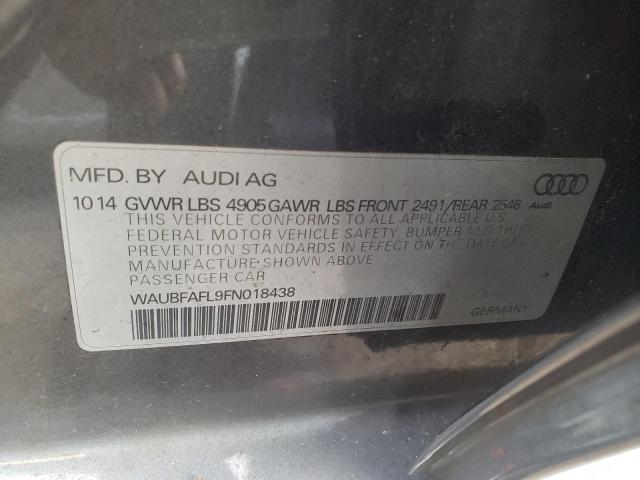 MFD. BY AUDI AG
10 14 GVWR LBS 4905 GAWR LBS FRONT 2491/REAR 2546 Audi
THIS VEHICLE CONFORMS TO ALL APPLICABLE U.S.
FEDERAL MOTOR VEHICLE SAFETY, BUMPER AND THEFT
PREVENTION STANDARDS IN EFFECT ON THE DATE OF
MANUFACTURE SHOWN ABOVE
PASSENGER CAR
WAUBFAFL9FN018438
GERMANY